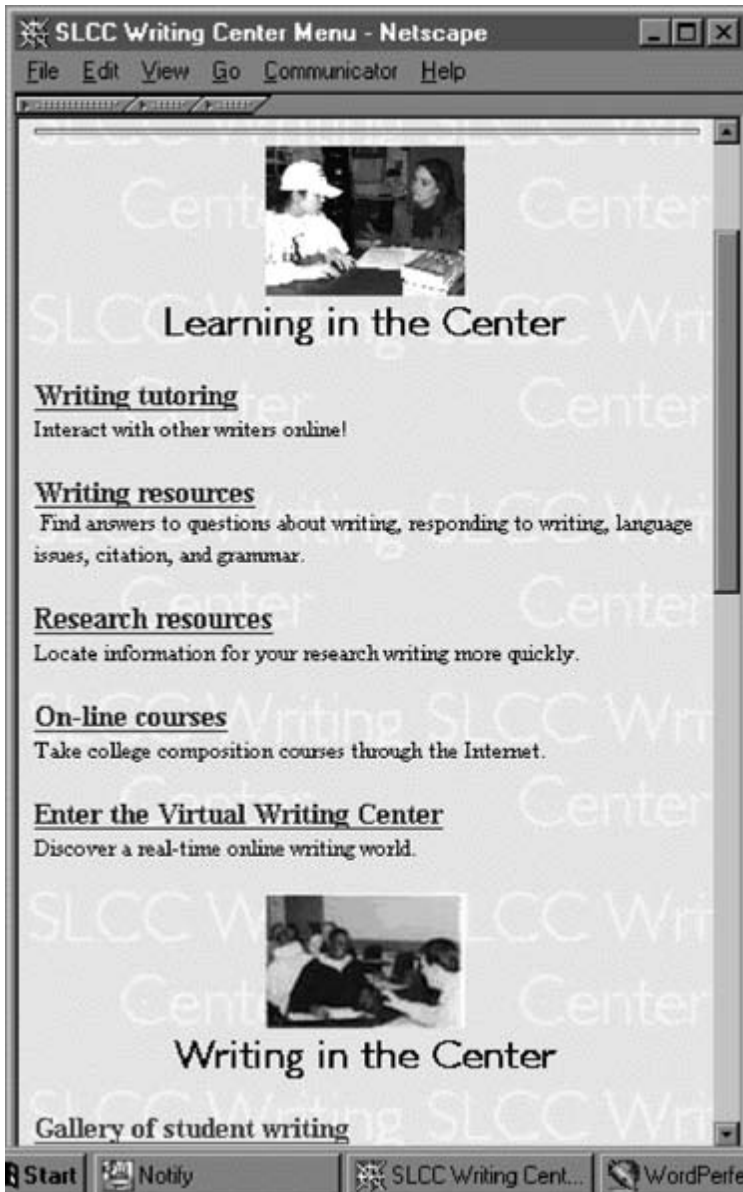 SLCC Writing Center Menu - Netscape
File Edit View Go Communicator Help
Learning in the Center
Writing tutoring
Interact with other writers online!
Writing resources
Find answers to questions about writing, responding to writing, language
issues, citation, and grammar.
Research resources
Locate information for your research writing more quickly.
On-line courses
Take college composition courses through the Internet.
Enter the Virtual Writing Center
Discover a real-time online writing world.
Writing in the Center
Gallery of student writing
Start Notify SLCC Writing Cent... WordPerfe